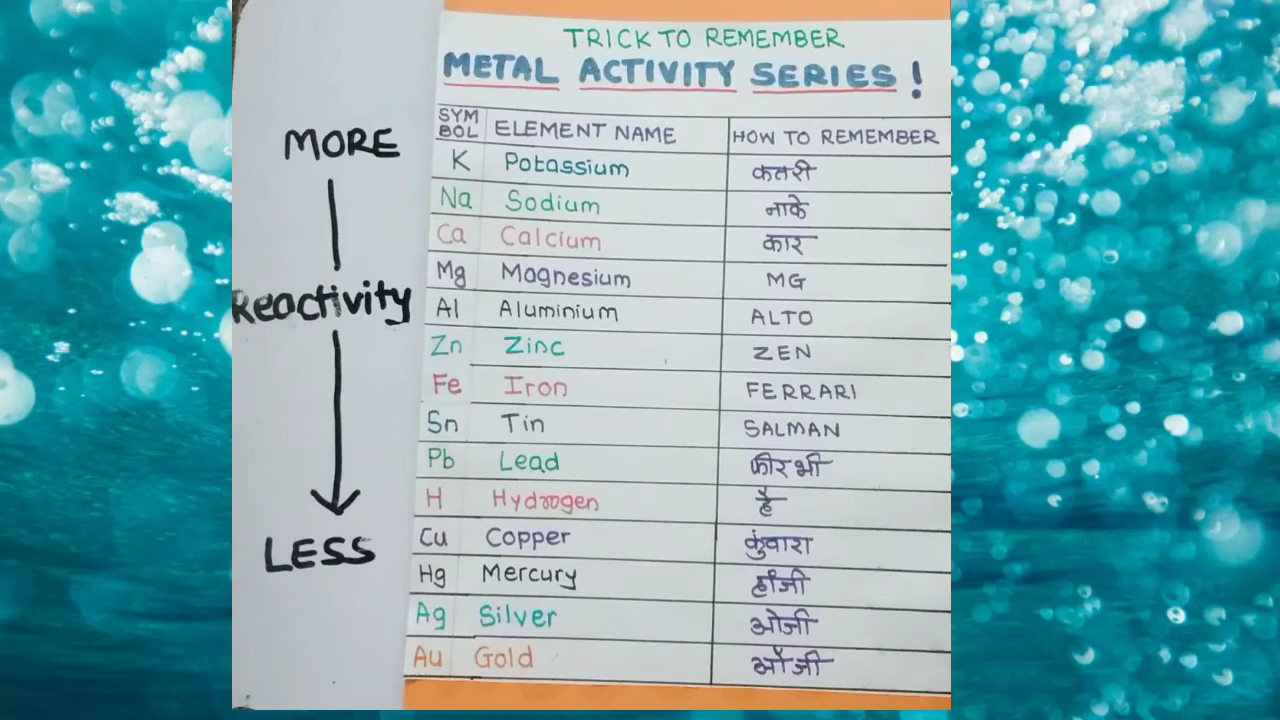 TRICK TO REMEMBER
METAL ACTIVITY SERIES!
SYMBOL ELEMENT NAME HOW TO REMEMBER
K Potassium कतरी
Na Sodium नाके
Ca Calcium कार
Mg Magnesium MG
Al Aluminium ALTO
Zn Zinc ZEN
Fe Iron FERRARI
Sn Tin SALMAN
Pb Lead फीर भी
H Hydrogen है
Cu Copper कुंवारा
Hg Mercury हाँजी
Ag Silver ओजी
Au Gold ओंजी
MORE
Reactivity
LESS